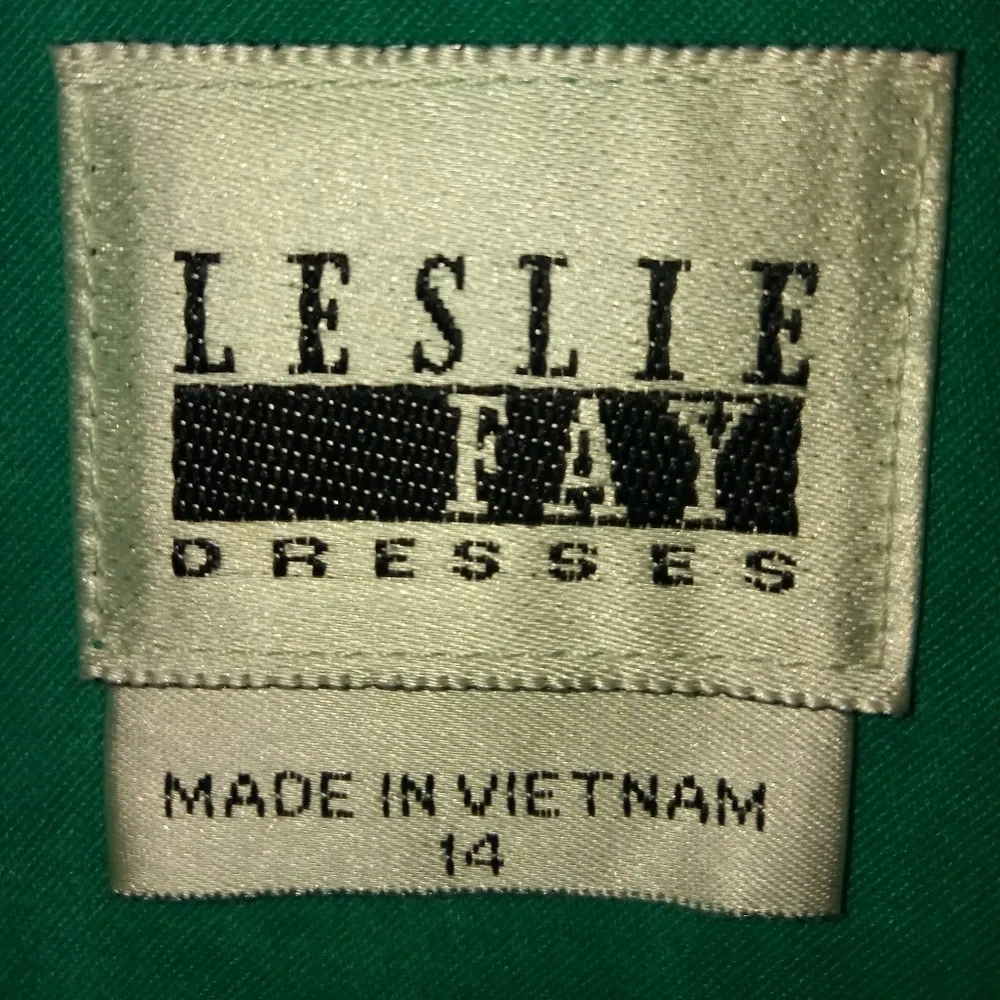 LESLIE
FAY
DRESSES
MADE IN VIETNAM
14